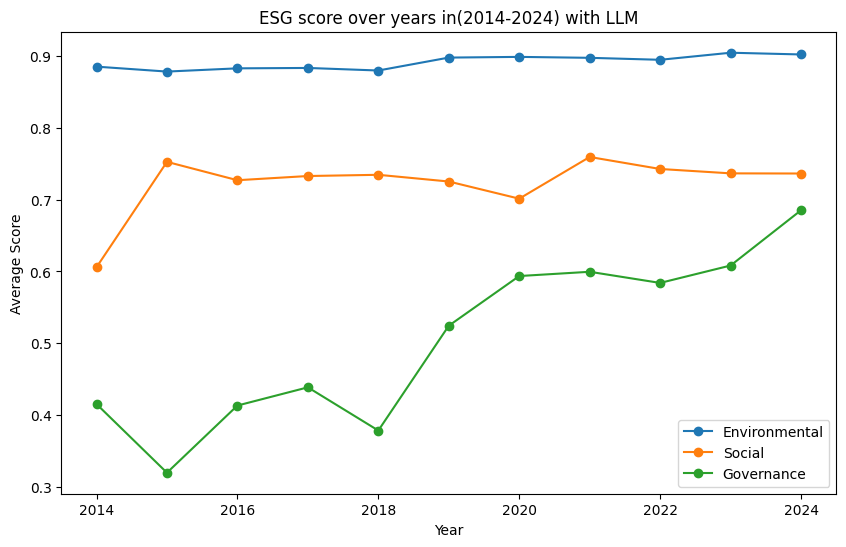 ESG score over years in(2014-2024) with LLM
Average Score
0.9
0.8
0.7
0.6
0.5
0.4
0.3
2014 2016 2018 2020 2022 2024
Year
Environmental
Social
Governance